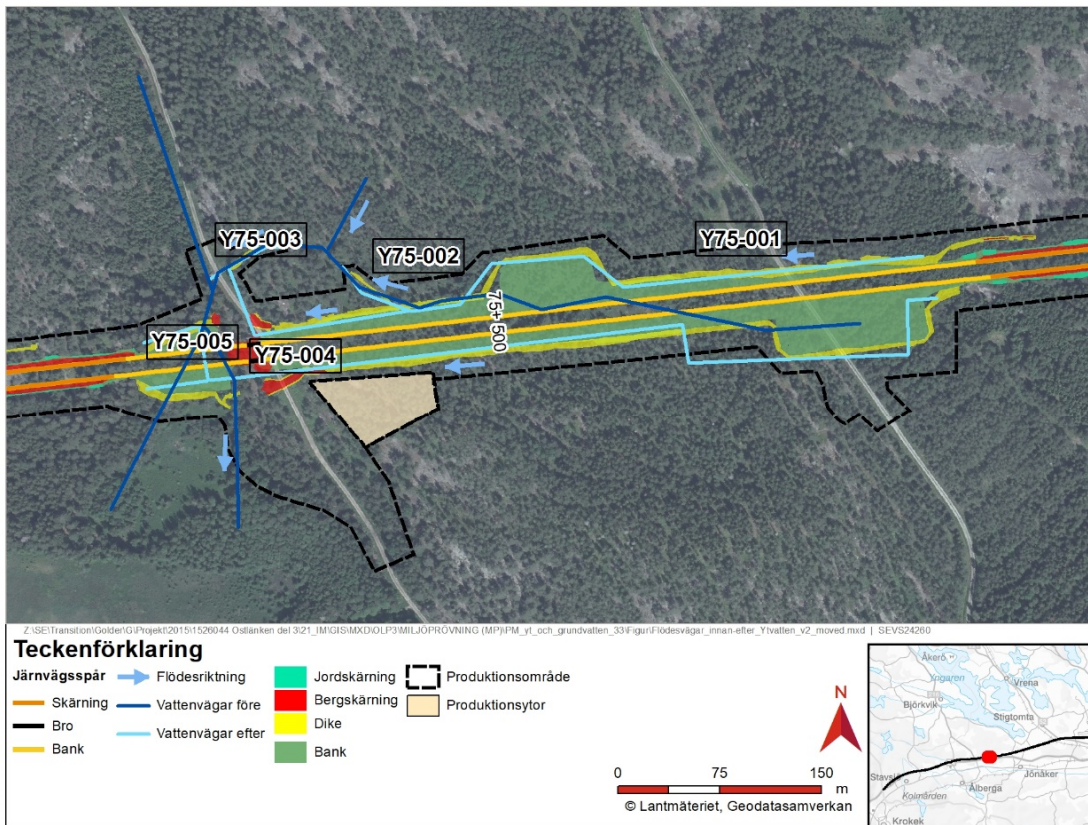 Y75-003
Y75-002
Y75-001
75+500
Y75-005
Y75-004
Z:\SE\Transition\Golder\G\Projekt\2015\1526044 Ostlänken del 3\21_IM\GIS\MXD\OLP3\MILJÖPRÖVNING (MP)\PM_yt_och_grundvatten_33\Figur\Flödesvägar_innan-efter_Ytvatten_v2_moved.mxd | SEVS24260
Teckenförklaring
Järnvägsspår
Skärning
Bro
Bank
Flödesriktning
Vattenvägar före
Vattenvägar efter
Jordskärning
Bergskärning
Dike
Bank
Produktionsområde
Produktionsytor
N
0 75 150
m
© Lantmäteriet, Geodatasamverkan
Åkerö
Yngaren
Vrena
Björkvik
Stigtomta
Jönåker
Ålberga
Kolmården
Krokek